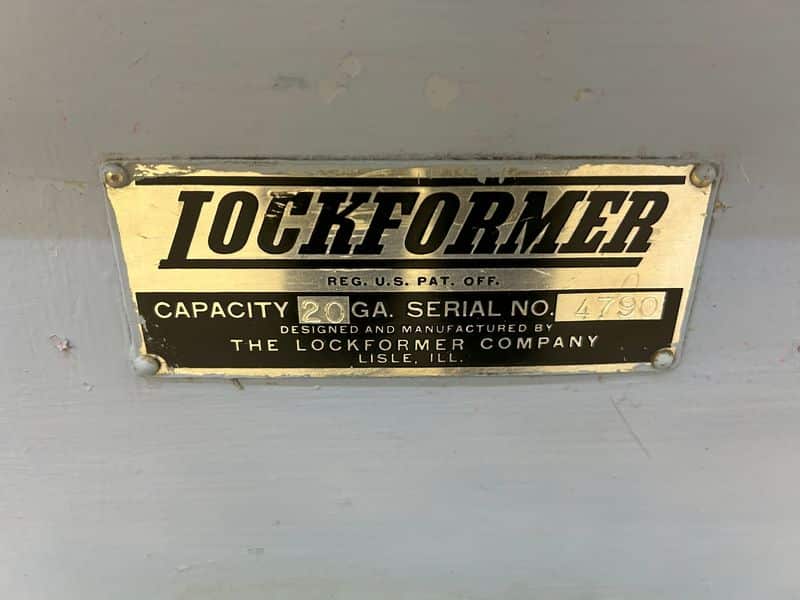 LOCKFORMER
REG. U.S. PAT. OFF.
CAPACITY 20 GA. SERIAL NO. 4790
DESIGNED AND MANUFACTURED BY
THE LOCKFORMER COMPANY
LISLE, ILL.